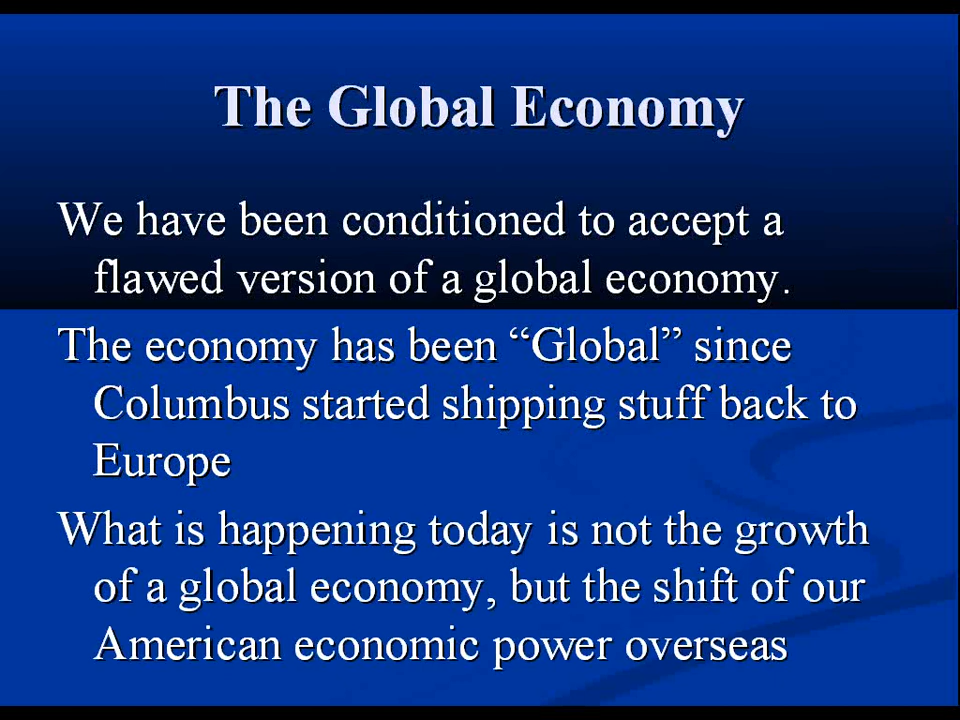 The Global Economy
We have been conditioned to accept a
flawed version of a global economy.
The economy has been “Global” since
Columbus started shipping stuff back to
Europe
What is happening today is not the growth
of a global economy, but the shift of our
American economic power overseas